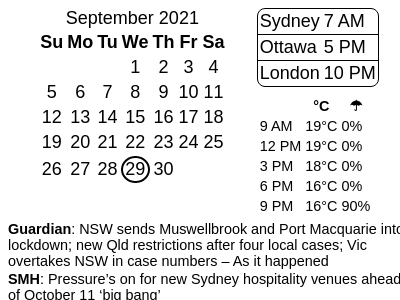 September 2021
Su Mo Tu We Th Fr Sa
1 2 3 4
5 6 7 8 9 10 11
12 13 14 15 16 17 18
19 20 21 22 23 24 25
26 27 28 29 30
Sydney 7 AM
Ottawa 5 PM
London 10 PM
°C ☂
9 AM 19°C 0%
12 PM 19°C 0%
3 PM 18°C 0%
6 PM 16°C 0%
9 PM 16°C 90%
Guardian: NSW sends Muswellbrook and Port Macquarie into
lockdown; new Qld restrictions after four local cases; Vic
overtakes NSW in case numbers – As it happened
SMH: Pressure’s on for new Sydney hospitality venues ahead
of October 11 ‘big bang’